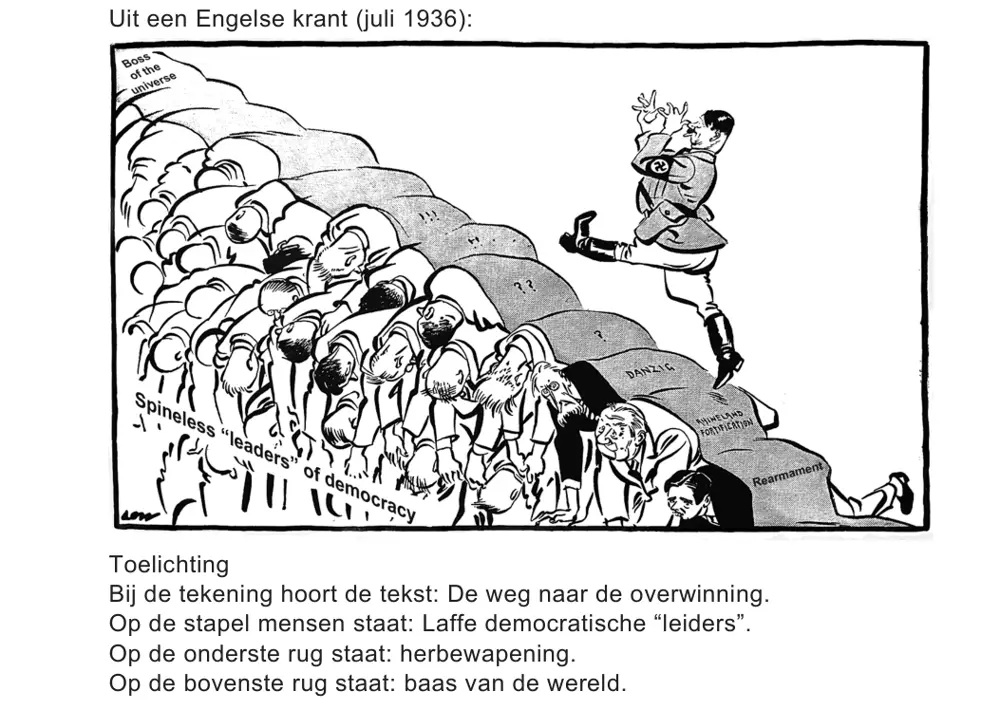 Uit een Engelse krant (juli 1936):
Boss
of the
universe
!!!
? ?
?
DANZIG
RHINELAND
FORTIFICATION
Rearmament
Spineless “leaders” of democracy
LOW
Toelichting
Bij de tekening hoort de tekst: De weg naar de overwinning.
Op de stapel mensen staat: Laffe democratische “leiders”.
Op de onderste rug staat: herbewapening.
Op de bovenste rug staat: baas van de wereld.